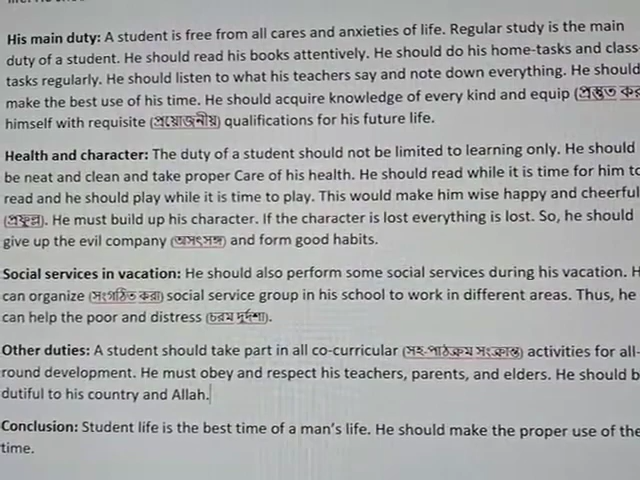 His main duty: A student is free from all cares and anxieties of life. Regular study is the main
duty of a student. He should read his books attentively. He should do his home-tasks and class-
tasks regularly. He should listen to what his teachers say and note down everything. He should
make the best use of his time. He should acquire knowledge of every kind and equip (প্রস্তুত কর
himself with requisite (প্রয়োজনীয়) qualifications for his future life.
Health and character: The duty of a student should not be limited to learning only. He should
be neat and clean and take proper Care of his health. He should read while it is time for him to
read and he should play while it is time to play. This would make him wise happy and cheerful
(প্রফুল্ল). He must build up his character. If the character is lost everything is lost. So, he should
give up the evil company (অসৎসঙ্গ) and form good habits.
Social services in vacation: He should also perform some social services during his vacation. H
can organize (সংগঠিত করা) social service group in his school to work in different areas. Thus, he
can help the poor and distress (চরম দুর্দশা).
Other duties: A student should take part in all co-curricular (সহ-পাঠক্রম সংক্রান্ত) activities for all-
round development. He must obey and respect his teachers, parents, and elders. He should b
dutiful to his country and Allah.
Conclusion: Student life is the best time of a man's life. He should make the proper use of the
time.